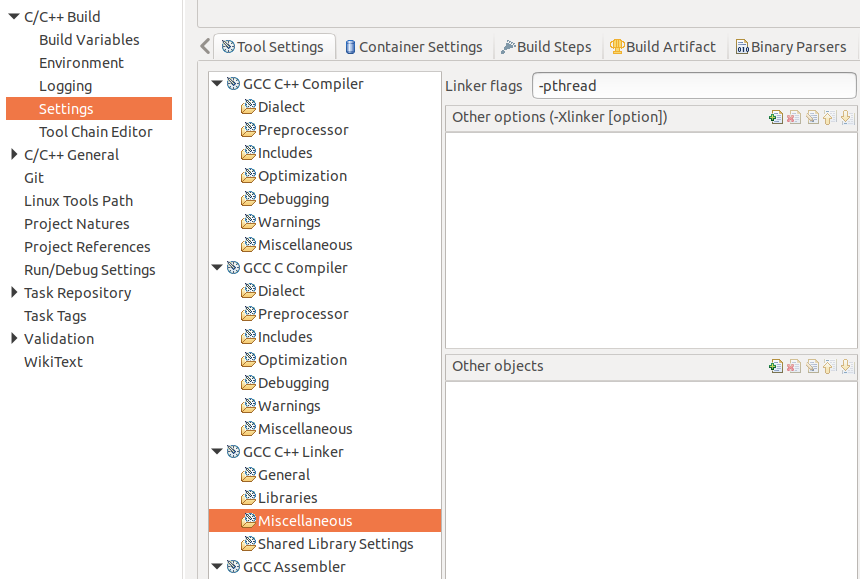 C/C++ Build
Build Variables
Environment
Logging
Settings
Tool Chain Editor
C/C++ General
Git
Linux Tools Path
Project Natures
Project References
Run/Debug Settings
Task Repository
Task Tags
Validation
WikiText
Tool Settings
Container Settings
Build Steps
Build Artifact
Binary Parsers
GCC C++ Compiler
Dialect
Preprocessor
Includes
Optimization
Debugging
Warnings
Miscellaneous
GCC C Compiler
Dialect
Preprocessor
Includes
Optimization
Debugging
Warnings
Miscellaneous
GCC C++ Linker
General
Libraries
Miscellaneous
Shared Library Settings
GCC Assembler
Linker flags -pthread
Other options (-Xlinker [option])
Other objects